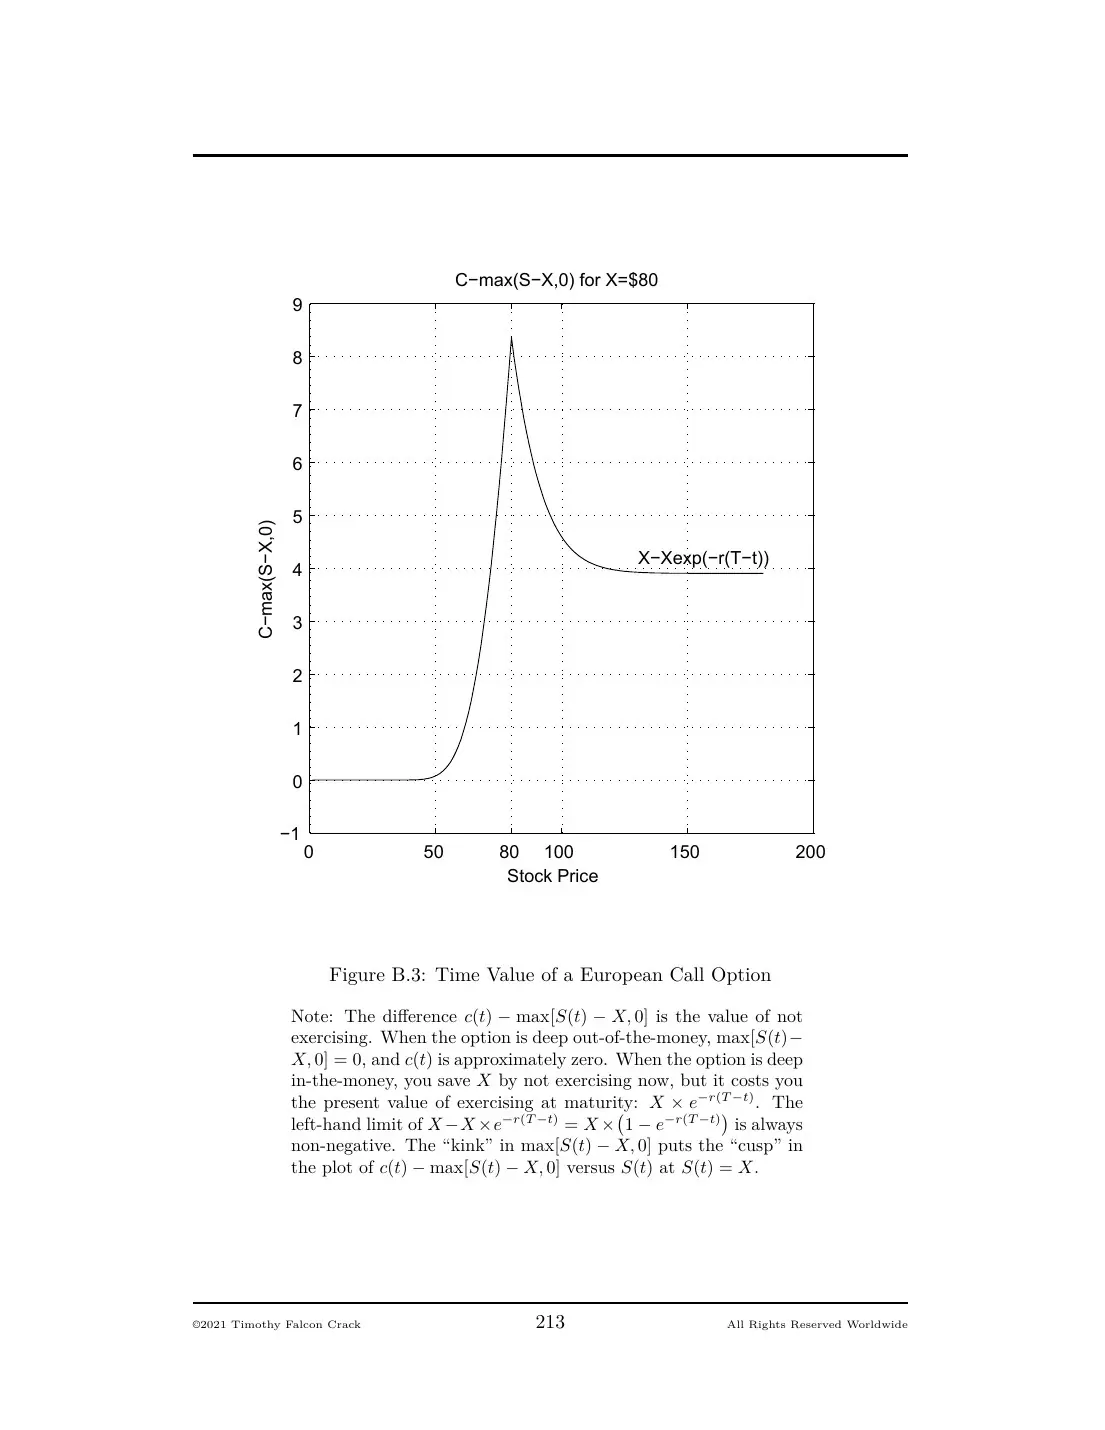 C−max(S−X,0) for X=$80
9
8
7
6
5
4
3
2
1
0
−1
C−max(S−X,0)
X−Xexp(−r(T−t))
0 50 80 100 150 200
Stock Price
Figure B.3: Time Value of a European Call Option
Note: The difference c(t) − max[S(t) − X, 0] is the value of not
exercising. When the option is deep out-of-the-money, max[S(t)−
X, 0] = 0, and c(t) is approximately zero. When the option is deep
in-the-money, you save X by not exercising now, but it costs you
the present value of exercising at maturity: X × e^{−r(T−t)}. The
left-hand limit of X−X×e^{−r(T−t)} = X×(1 − e^{−r(T−t)}) is always
non-negative. The “kink” in max[S(t) − X, 0] puts the “cusp” in
the plot of c(t) − max[S(t) − X, 0] versus S(t) at S(t) = X.
©2021 Timothy Falcon Crack 213 All Rights Reserved Worldwide